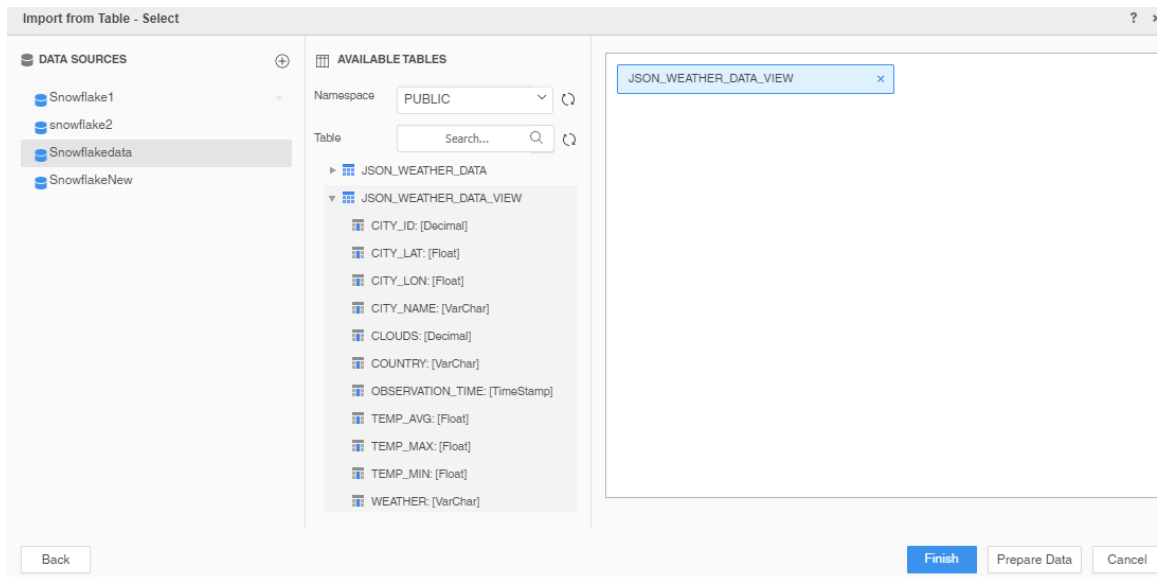 Import from Table - Select
?
DATA SOURCES
Snowflake1
snowflake2
Snowflakedata
SnowflakeNew
AVAILABLE TABLES
Namespace
PUBLIC
Table
Search...
JSON_WEATHER_DATA
JSON_WEATHER_DATA_VIEW
CITY_ID: [Decimal]
CITY_LAT: [Float]
CITY_LON: [Float]
CITY_NAME: [VarChar]
CLOUDS: [Decimal]
COUNTRY: [VarChar]
OBSERVATION_TIME: [TimeStamp]
TEMP_AVG: [Float]
TEMP_MAX: [Float]
TEMP_MIN: [Float]
WEATHER: [VarChar]
JSON_WEATHER_DATA_VIEW
Back
Finish
Prepare Data
Cancel